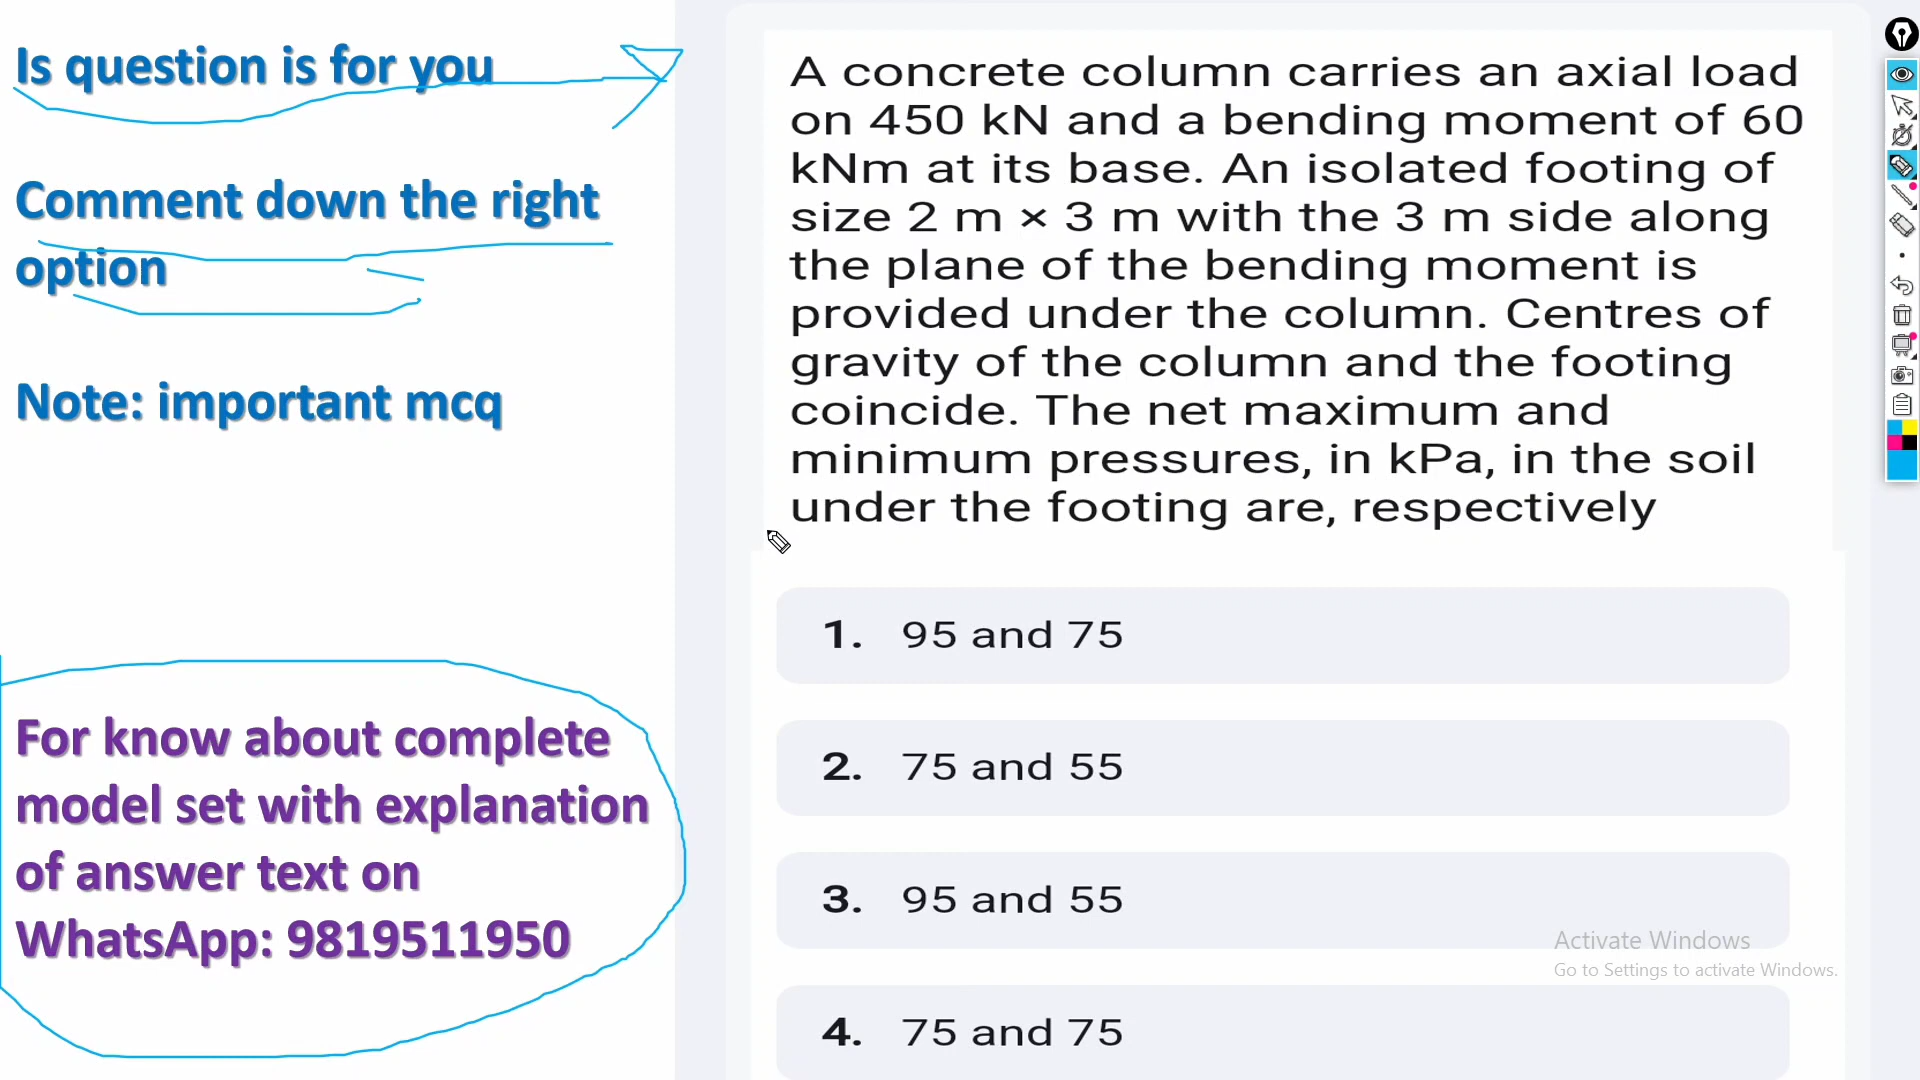 Is question is for you
Comment down the right
option
Note: important mcq
For know about complete
model set with explanation
of answer text on
WhatsApp: 9819511950
A concrete column carries an axial load
on 450 kN and a bending moment of 60
kNm at its base. An isolated footing of
size 2 m × 3 m with the 3 m side along
the plane of the bending moment is
provided under the column. Centres of
gravity of the column and the footing
coincide. The net maximum and
minimum pressures, in kPa, in the soil
under the footing are, respectively
1. 95 and 75
2. 75 and 55
3. 95 and 55
4. 75 and 75
Activate Windows
Go to Settings to activate Windows.